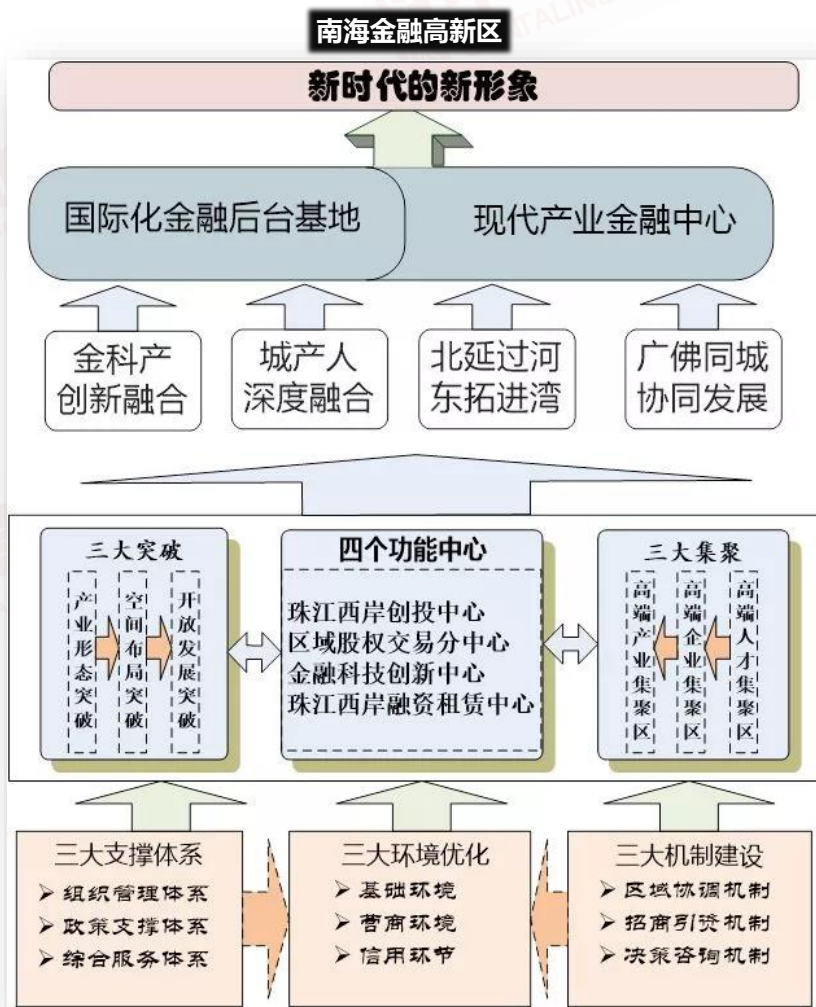 南海金融高新区
新时代的新形象
国际化金融后台基地
现代产业金融中心
金科产
创新融合
城产人
深度融合
北延过河
东拓进湾
广佛同城
协同发展
三大突破
产业形态突破
空间布局突破
开放发展突破
四个功能中心
珠江西岸创投中心
区域股权交易分中心
金融科技创新中心
珠江西岸融资租赁中心
三大集聚
高端产业集聚区
高端企业集聚区
高端人才集聚区
三大支撑体系
➢ 组织管理体系
➢ 政策支撑体系
➢ 综合服务体系
三大环境优化
➢ 基础环境
➢ 营商环境
➢ 信用环节
三大机制建设
➢ 区域协调机制
➢ 招商引资机制
➢ 决策咨询机制